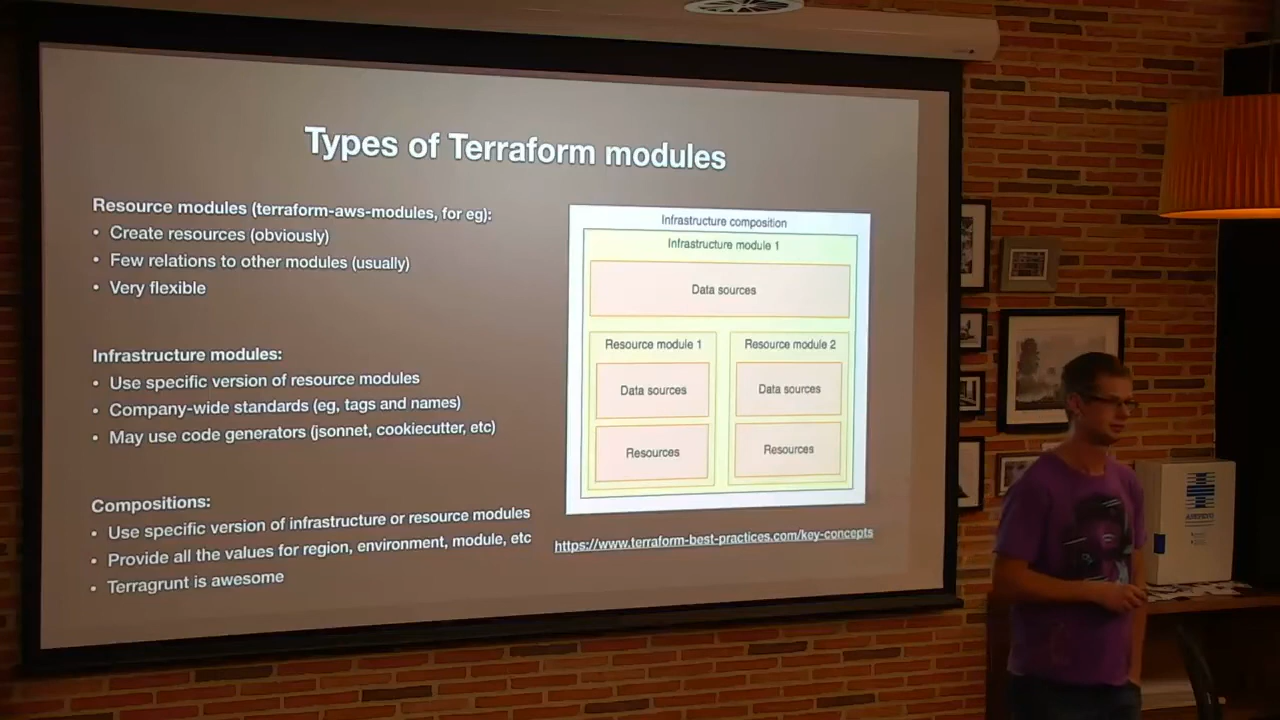 Types of Terraform modules
Resource modules (terraform-aws-modules, for eg):
• Create resources (obviously)
• Few relations to other modules (usually)
• Very flexible
Infrastructure modules:
• Use specific version of resource modules
• Company-wide standards (eg, tags and names)
• May use code generators (jsonnet, cookiecutter, etc)
Compositions:
• Use specific version of infrastructure or resource modules
• Provide all the values for region, environment, module, etc
• Terragrunt is awesome
Infrastructure composition
Infrastructure module 1
Data sources
Resource module 1
Resource module 2
Data sources
Data sources
Resources
Resources
https://www.terraform-best-practices.com/key-concepts